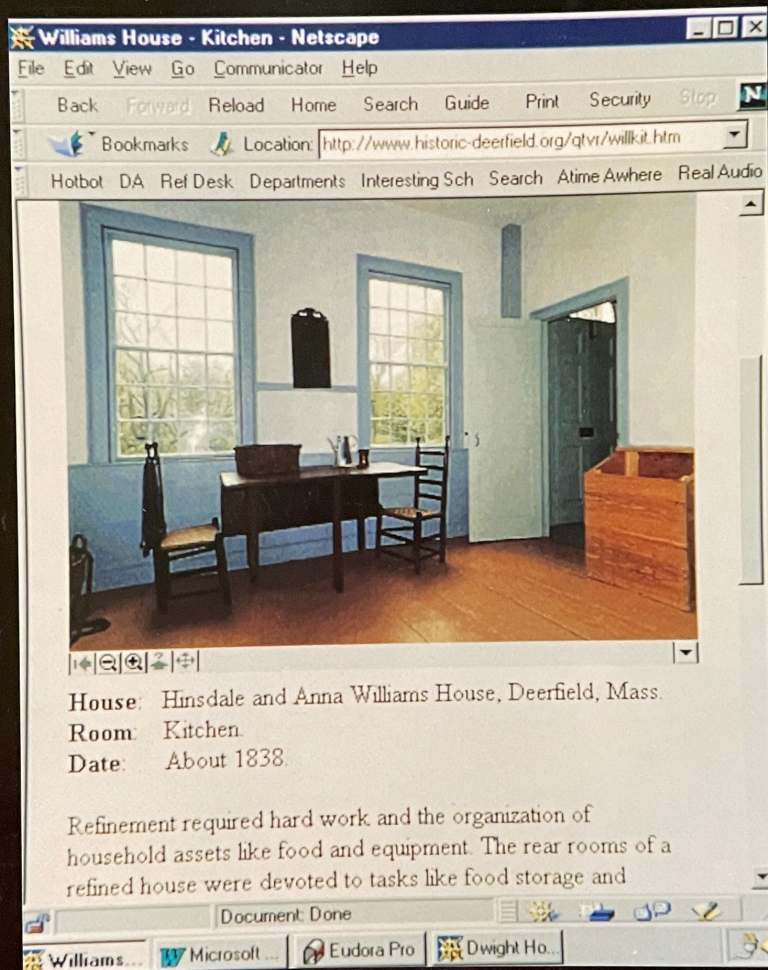 Williams House - Kitchen - Netscape
File Edit View Go Communicator Help
Back Forward Reload Home Search Guide Print Security Stop
N
Bookmarks Location: http://www.historic-deerfield.org/qtvr/willkit.htm
Hotbot DA Ref Desk Departments Interesting Sch Search Atime Awhere Real Audio
House: Hinsdale and Anna Williams House, Deerfield, Mass.
Room: Kitchen.
Date: About 1838.
Refinement required hard work and the organization of
household assets like food and equipment. The rear rooms of a
refined house were devoted to tasks like food storage and
Document: Done
Williams... Microsoft ... Eudora Pro Dwight Ho...